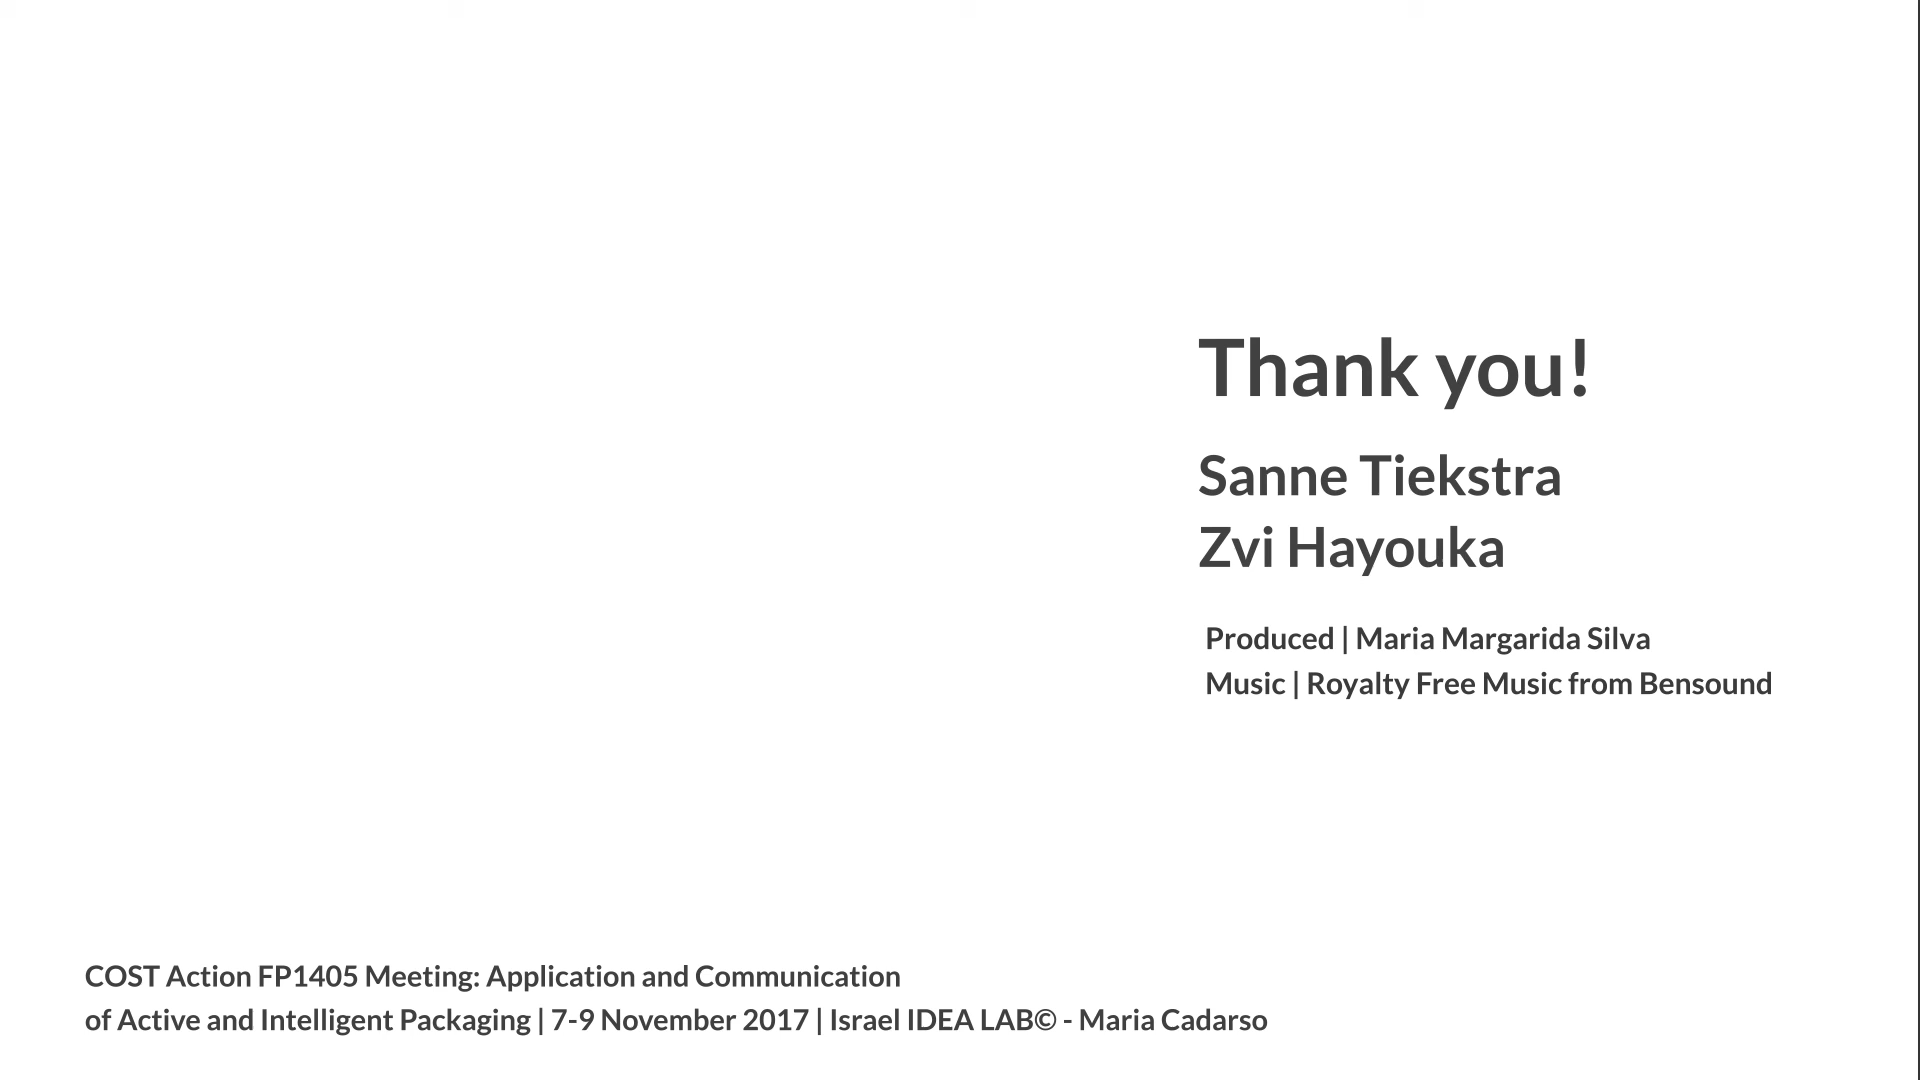 Thank you!
Sanne Tiekstra
Zvi Hayouka
Produced | Maria Margarida Silva
Music | Royalty Free Music from Bensound
COST Action FP1405 Meeting: Application and Communication
of Active and Intelligent Packaging | 7-9 November 2017 | Israel IDEA LAB© - Maria Cadarso